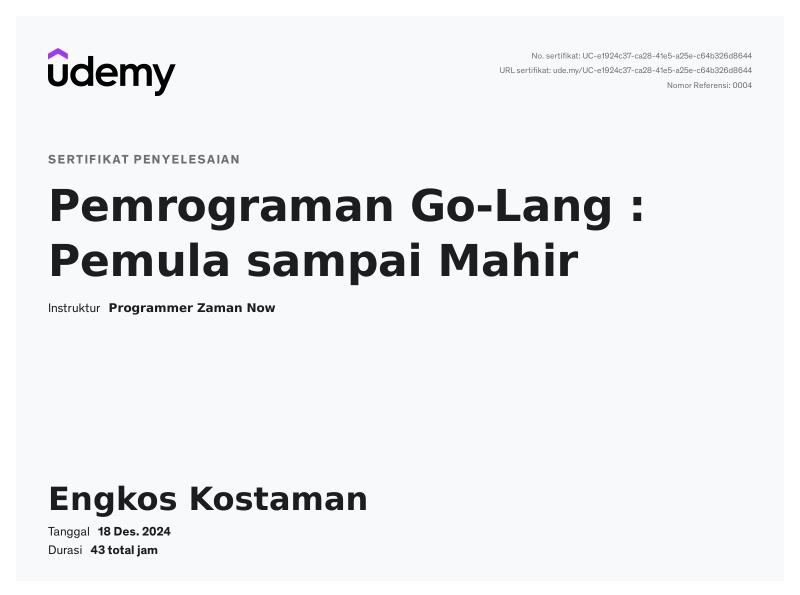 udemy
No. sertifikat: UC-e1924c37-ca28-41e5-a25e-c64b326d8644
URL sertifikat: ude.my/UC-e1924c37-ca28-41e5-a25e-c64b326d8644
Nomor Referensi: 0004
SERTIFIKAT PENYELESAIAN
Pemrograman Go-Lang :
Pemula sampai Mahir
Instruktur Programmer Zaman Now
Engkos Kostaman
Tanggal 18 Des. 2024
Durasi 43 total jam